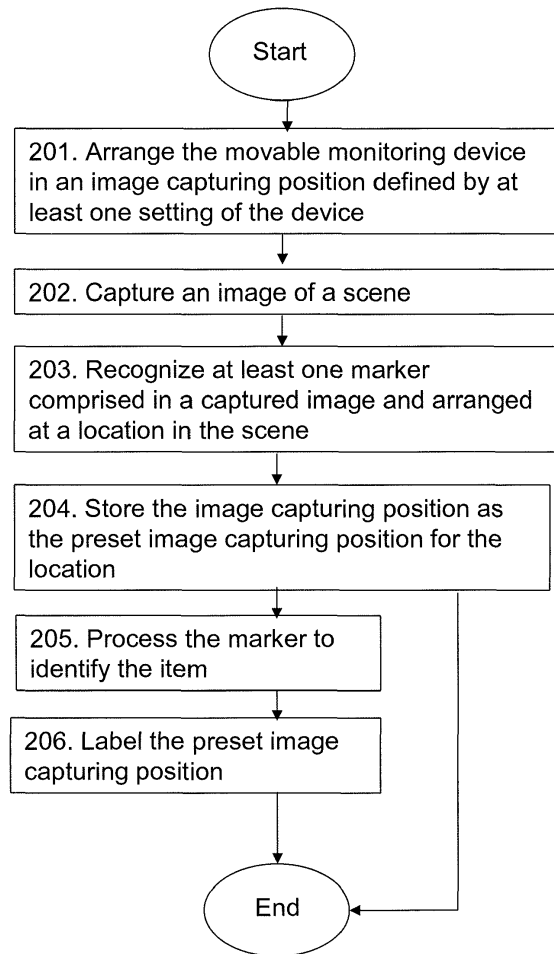 Start
201. Arrange the movable monitoring device
in an image capturing position defined by at
least one setting of the device
202. Capture an image of a scene
203. Recognize at least one marker
comprised in a captured image and arranged
at a location in the scene
204. Store the image capturing position as
the preset image capturing position for the
location
205. Process the marker to
identify the item
206. Label the preset image
capturing position
End